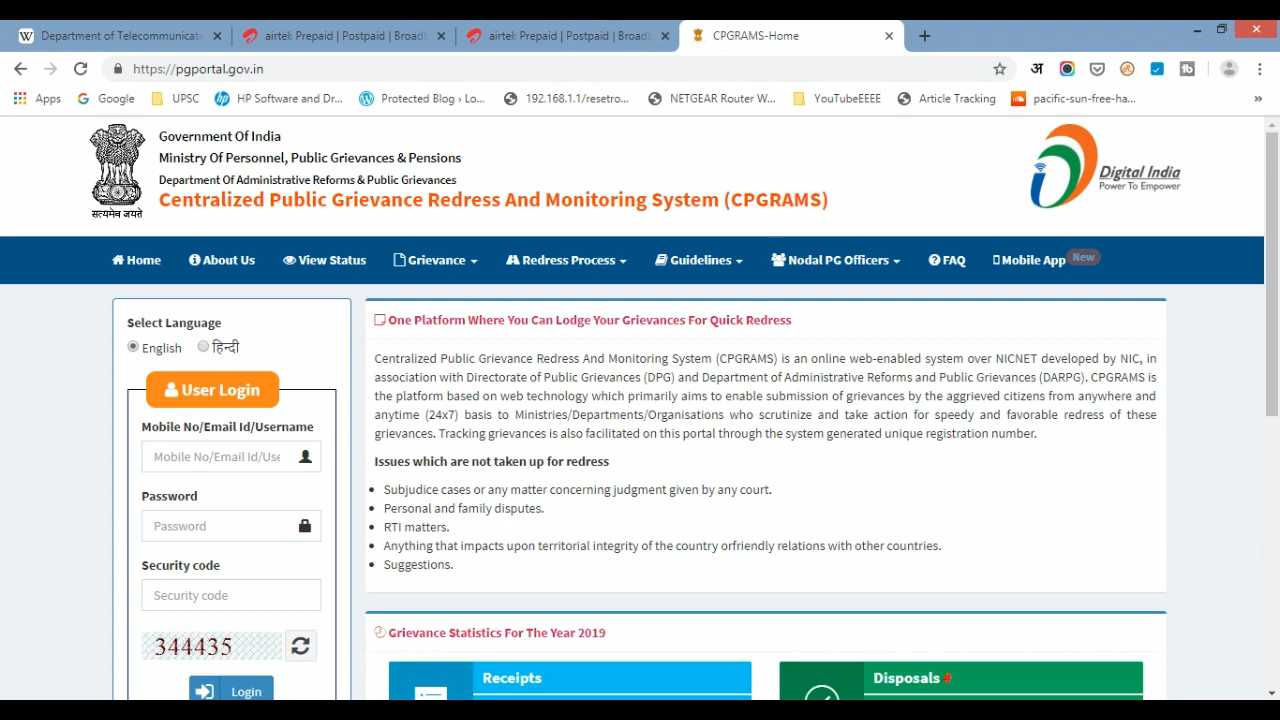 Department of Telecommunicati
airtel: Prepaid | Postpaid | Broadb
airtel: Prepaid | Postpaid | Broadb
CPGRAMS-Home
https://pgportal.gov.in
अ
Apps
Google
UPSC
HP Software and Dr...
Protected Blog › Lo...
192.168.1.1/resetro...
NETGEAR Router W...
YouTubeEEEE
Article Tracking
pacific-sun-free-ha...
»
Government Of India
Ministry Of Personnel, Public Grievances & Pensions
Department Of Administrative Reforms & Public Grievances
Centralized Public Grievance Redress And Monitoring System (CPGRAMS)
सत्यमेव जयते
Digital India
Power To Empower
Home
About Us
View Status
Grievance
Redress Process
Guidelines
Nodal PG Officers
FAQ
Mobile App New
Select Language
English हिन्दी
User Login
Mobile No/Email Id/Username
Mobile No/Email Id/Use
Password
Password
Security code
Security code
344435
Login
One Platform Where You Can Lodge Your Grievances For Quick Redress
Centralized Public Grievance Redress And Monitoring System (CPGRAMS) is an online web-enabled system over NICNET developed by NIC, in
association with Directorate of Public Grievances (DPG) and Department of Administrative Reforms and Public Grievances (DARPG). CPGRAMS is
the platform based on web technology which primarily aims to enable submission of grievances by the aggrieved citizens from anywhere and
anytime (24x7) basis to Ministries/Departments/Organisations who scrutinize and take action for speedy and favorable redress of these
grievances. Tracking grievances is also facilitated on this portal through the system generated unique registration number.
Issues which are not taken up for redress
Subjudice cases or any matter concerning judgment given by any court.
Personal and family disputes.
RTI matters.
Anything that impacts upon territorial integrity of the country orfriendly relations with other countries.
Suggestions.
Grievance Statistics For The Year 2019
Receipts
Disposals #